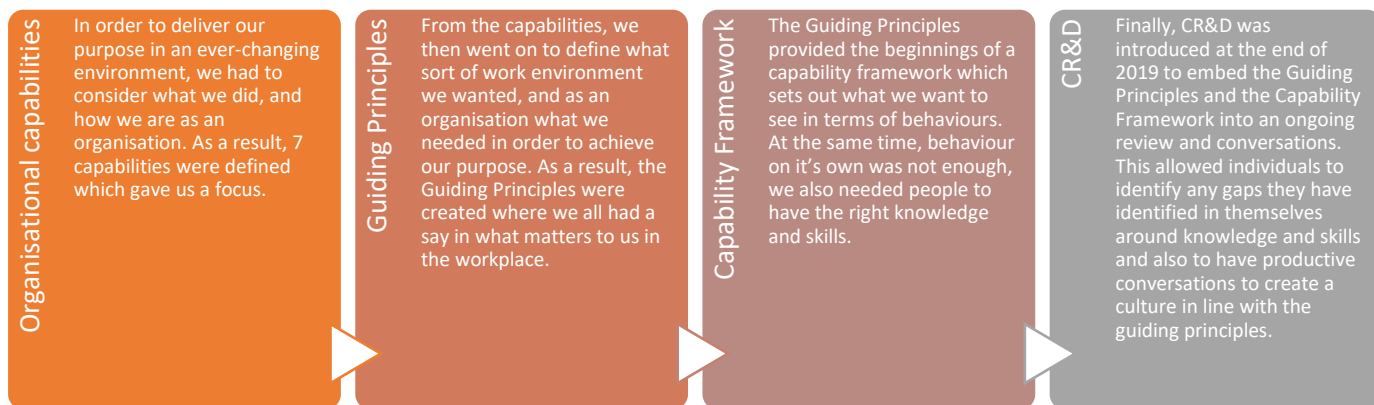 Organisational capabilities
In order to deliver our
purpose in an ever-changing
environment, we had to
consider what we did, and
how we are as an
organisation. As a result, 7
capabilities were defined
which gave us a focus.
Guiding Principles
From the capabilities, we
then went on to define what
sort of work environment
we wanted, and as an
organisation what we
needed in order to achieve
our purpose. As a result, the
Guiding Principles were
created where we all had a
say in what matters to us in
the workplace.
Capability Framework
The Guiding Principles
provided the beginnings of a
capability framework which
sets out what we want to
see in terms of behaviours.
At the same time, behaviour
on it's own was not enough,
we also needed people to
have the right knowledge
and skills.
CR&D
Finally, CR&D was
introduced at the end of
2019 to embed the Guiding
Principles and the Capability
Framework into an ongoing
review and conversations.
This allowed individuals to
identify any gaps they have
identified in themselves
around knowledge and skills
and also to have productive
conversations to create a
culture in line with the
guiding principles.